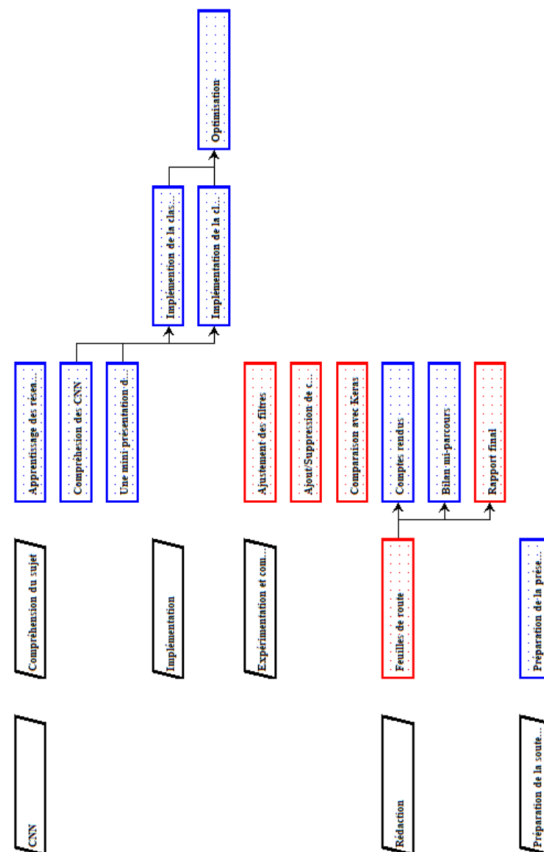 CNN
Compréhension du sujet
Apprentissage des résea...
Compréhesion des CNN
Une mini présentation d...
Implémentation
Implémention de la clas...
Implémentation de la cl...
Optimisation
Expérimentation et com...
Ajustement des filtres
Ajout/Suppression de c...
Comparaison avec Keras
Rédaction
Feuilles de route
Comptes rendus
Bilan mi-parcours
Rapport final
Préparation de la soute...
Préparation de la prése...